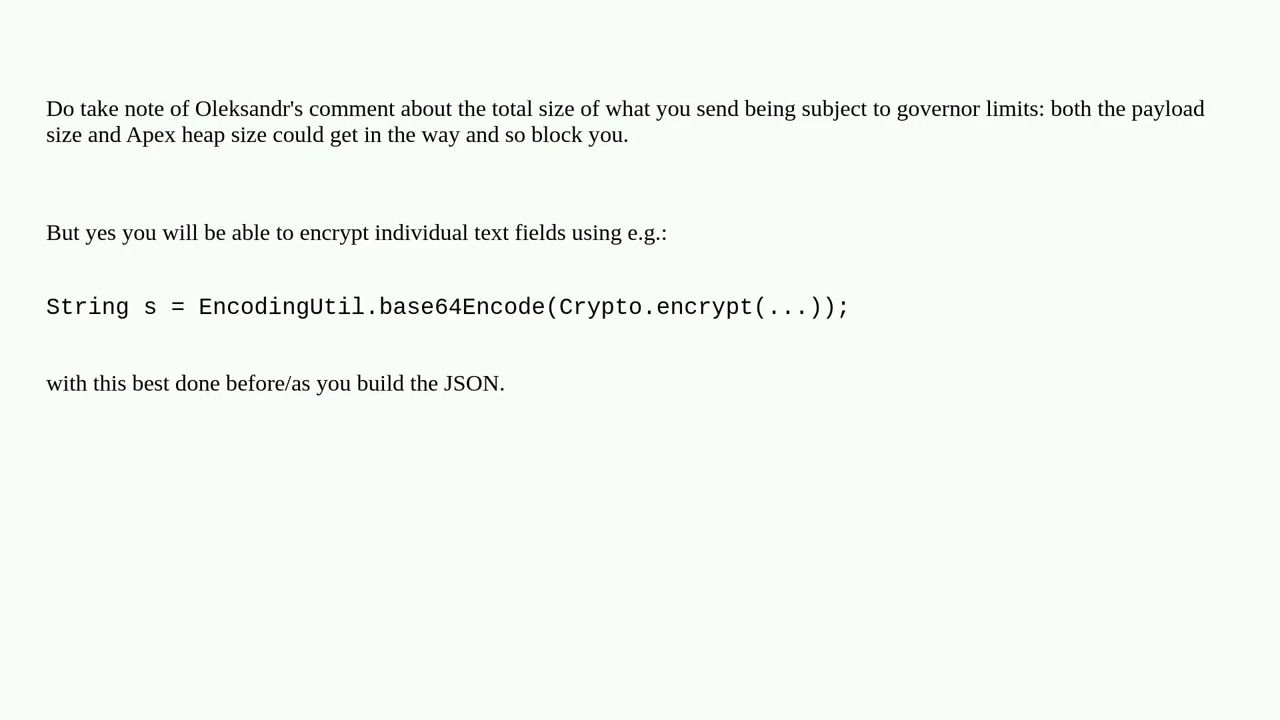 Do take note of Oleksandr's comment about the total size of what you send being subject to governor limits: both the payload
size and Apex heap size could get in the way and so block you.
But yes you will be able to encrypt individual text fields using e.g.:
String s = EncodingUtil.base64Encode(Crypto.encrypt(...));
with this best done before/as you build the JSON.